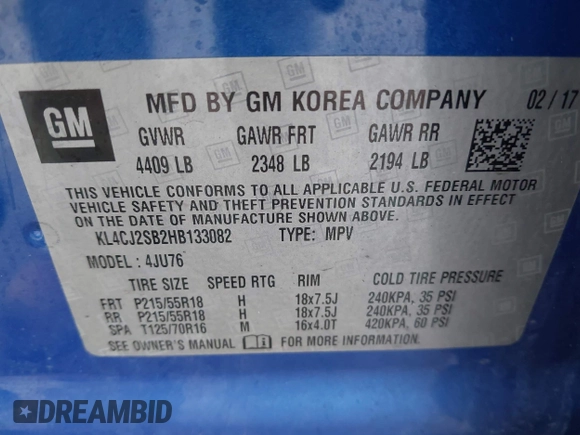 GM
MFD BY GM KOREA COMPANY 02/17
GVWR GAWR FRT GAWR RR
4409 LB 2348 LB 2194 LB
THIS VEHICLE CONFORMS TO ALL APPLICABLE U.S. FEDERAL MOTOR
VEHICLE SAFETY AND THEFT PREVENTION STANDARDS IN EFFECT
ON THE DATE OF MANUFACTURE SHOWN ABOVE.
KL4CJ2SB2HB133082 TYPE: MPV
MODEL: 4JU76
TIRE SIZE SPEED RTG RIM COLD TIRE PRESSURE
FRT P215/55R18 H 18x7.5J 240KPA, 35 PSI
RR P215/55R18 H 18x7.5J 240KPA, 35 PSI
SPA T125/70R16 M 16x4.0T 420KPA, 60 PSI
SEE OWNER'S MANUAL i FOR MORE INFORMATION.
DREAMBID